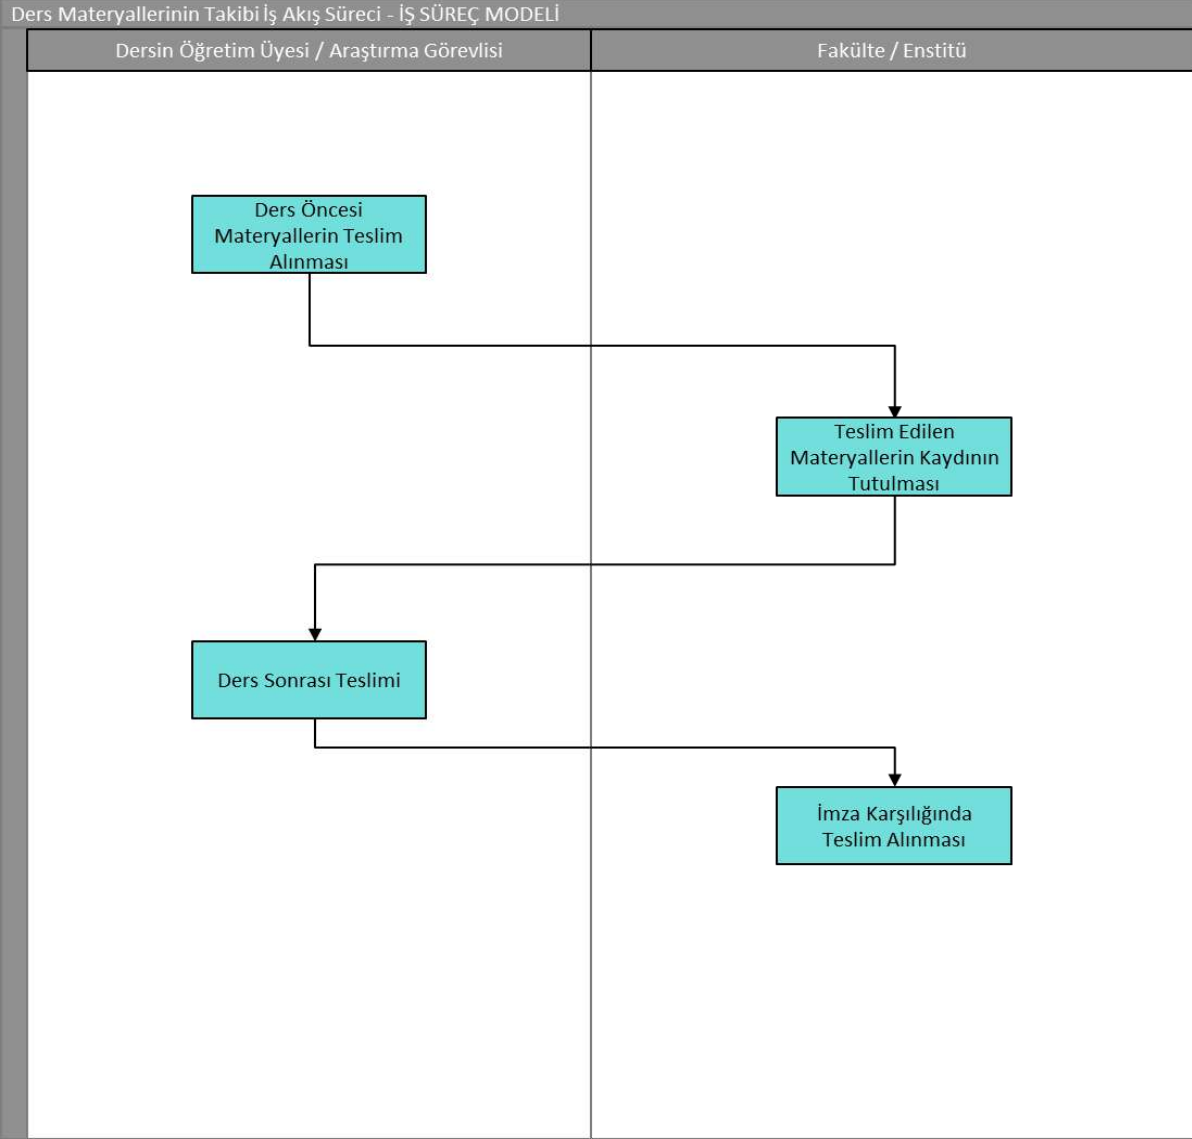 Ders Materyallerinin Takibi İş Akış Süreci - İŞ SÜREÇ MODELİ
Dersin Öğretim Üyesi / Araştırma Görevlisi
Fakülte / Enstitü
Ders Öncesi
Materyallerin Teslim
Alınması
Teslim Edilen
Materyallerin Kaydının
Tutulması
Ders Sonrası Teslimi
İmza Karşılığında
Teslim Alınması